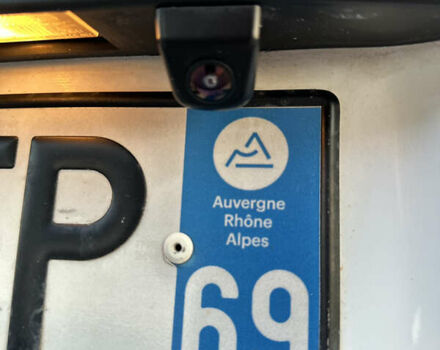 TP
Auvergne
Rhône
Alpes
69